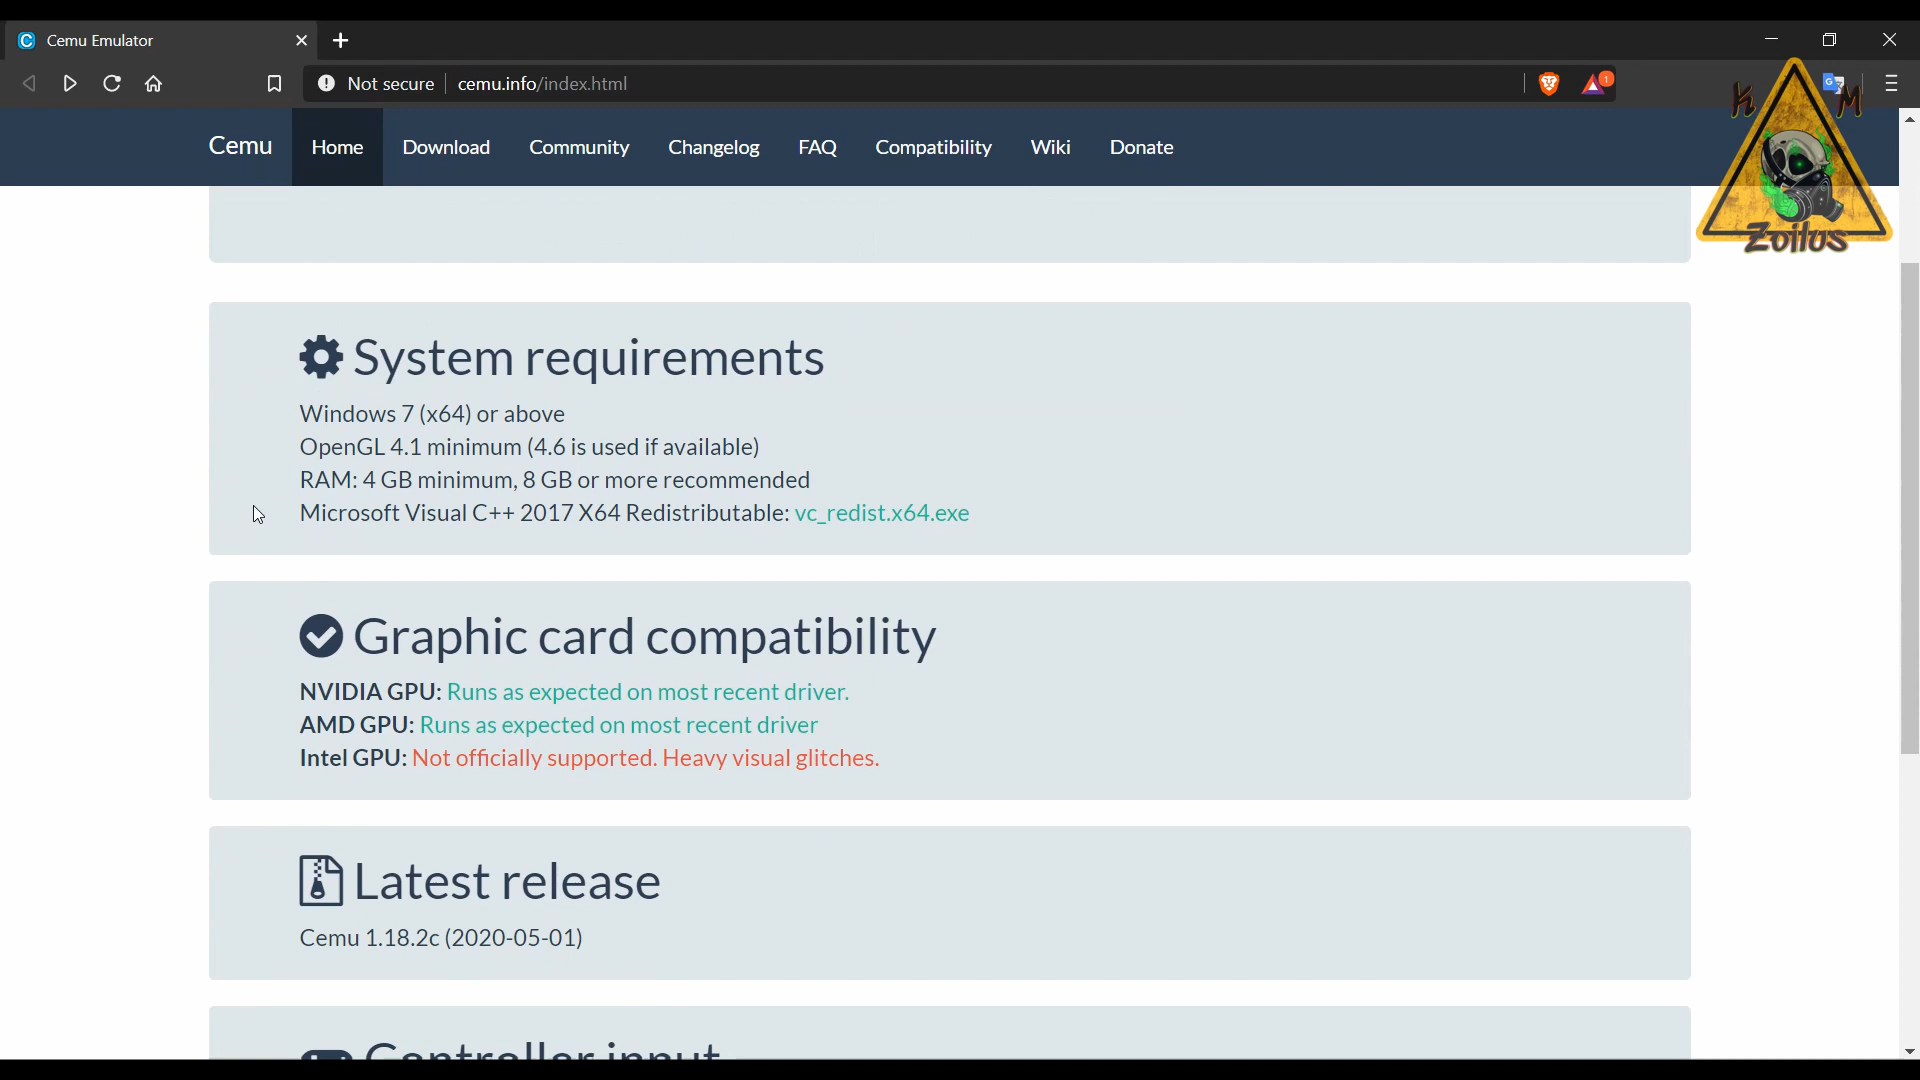 Cemu Emulator
Not secure
cemu.info/index.html
1
K M
Zoilus
Cemu
Home
Download
Community
Changelog
FAQ
Compatibility
Wiki
Donate
System requirements
Windows 7 (x64) or above
OpenGL 4.1 minimum (4.6 is used if available)
RAM: 4 GB minimum, 8 GB or more recommended
Microsoft Visual C++ 2017 X64 Redistributable: vc_redist.x64.exe
Graphic card compatibility
NVIDIA GPU: Runs as expected on most recent driver.
AMD GPU: Runs as expected on most recent driver
Intel GPU: Not officially supported. Heavy visual glitches.
Latest release
Cemu 1.18.2c (2020-05-01)
Controller input